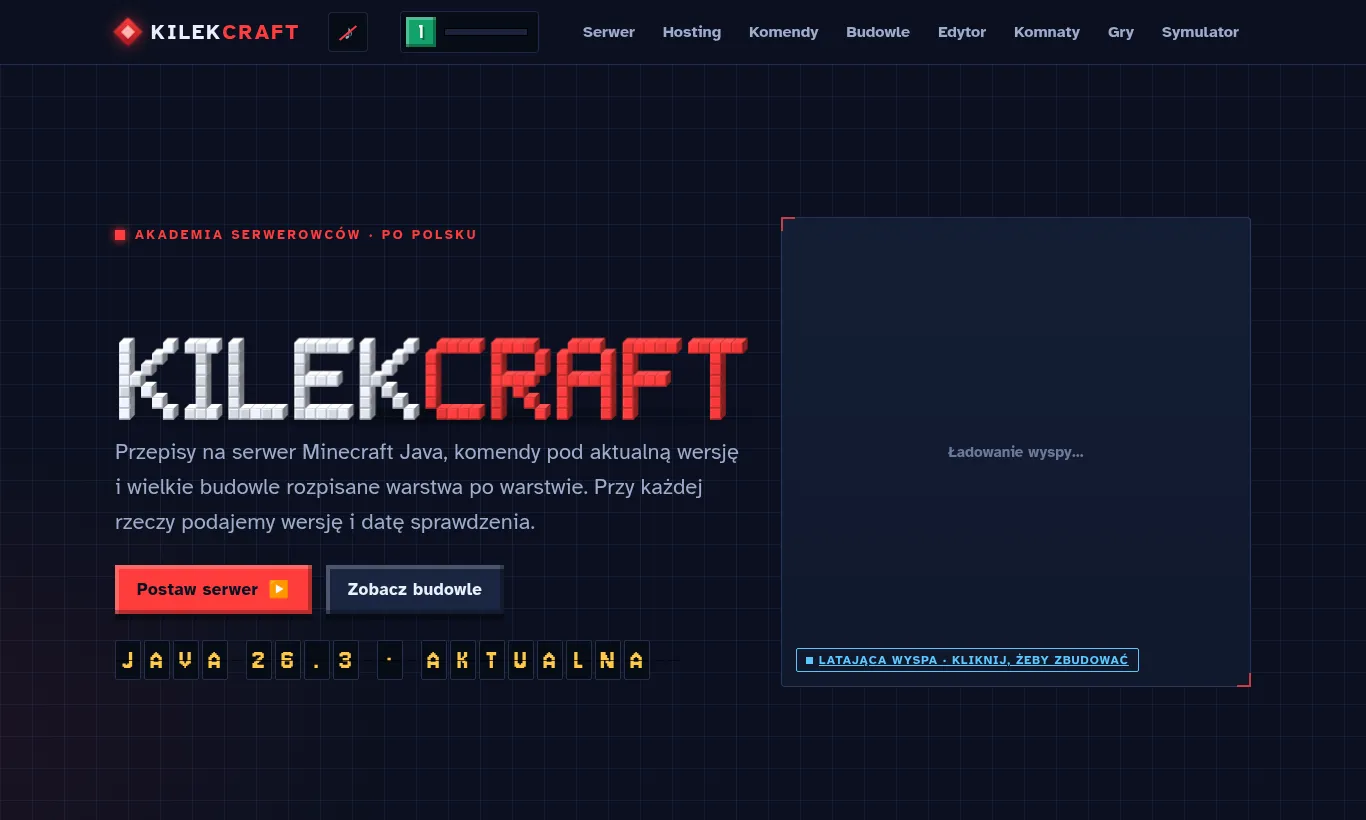 KILEKCRAFT
1
Serwer
Hosting
Komendy
Budowle
Edytor
Komnaty
Gry
Symulator
AKADEMIA SERWEROWCÓW · PO POLSKU
KILEKCRAFT
Przepisy na serwer Minecraft Java, komendy pod aktualną wersję
i wielkie budowle rozpisane warstwa po warstwie. Przy każdej
rzeczy podajemy wersję i datę sprawdzenia.
Postaw serwer
Zobacz budowle
JAVA 26.3 · AKTUALNA
Ładowanie wyspy...
LATAJĄCA WYSPA · KLIKNIJ, ŻEBY ZBUDOWAĆ